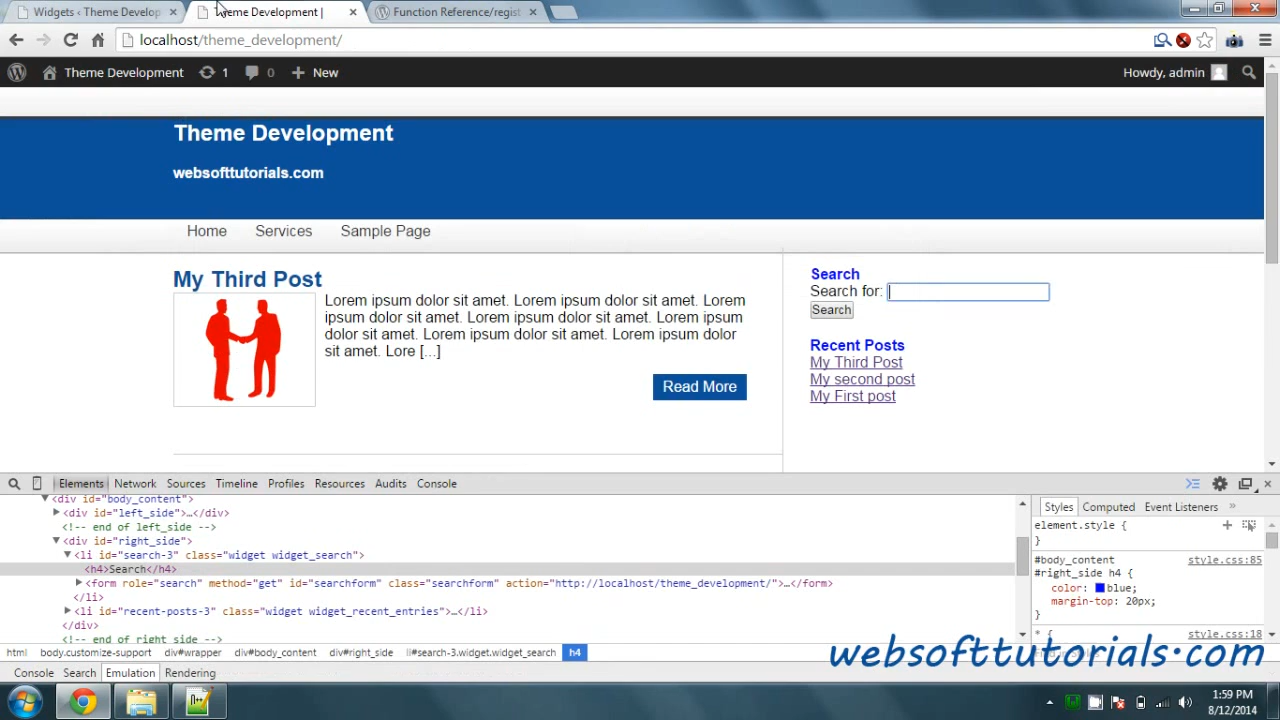 Widgets ‹ Theme Develop
Theme Development |
Function Reference/regist
localhost/theme_development/
Theme Development
1
0
New
Howdy, admin
Theme Development
websofttutorials.com
Home
Services
Sample Page
My Third Post
Lorem ipsum dolor sit amet. Lorem ipsum dolor sit amet. Lorem
ipsum dolor sit amet. Lorem ipsum dolor sit amet. Lorem ipsum
dolor sit amet. Lorem ipsum dolor sit amet. Lorem ipsum dolor
sit amet. Lore [...]
Read More
Search
Search for:
Search
Recent Posts
My Third Post
My second post
My First post
Elements Network Sources Timeline Profiles Resources Audits Console
<div id="body_content">
<div id="left_side">…</div>
<!-- end of left_side -->
<div id="right_side">
<li id="search-3" class="widget widget_search">
<h4>Search</h4>
<form role="search" method="get" id="searchform" class="searchform" action="http://localhost/theme_development/">…</form>
</li>
<li id="recent-posts-3" class="widget widget_recent_entries">…</li>
</div>
<!-- end of right side -->
Styles Computed Event Listeners »
element.style {
}
#body_content style.css:85
#right_side h4 {
color: blue;
margin-top: 20px;
}
* { style.css:18
html body.customize-support div#wrapper div#body_content div#right_side li#search-3.widget.widget_search h4
websofttutorials.com
Console Search Emulation Rendering
1:59 PM
8/12/2014